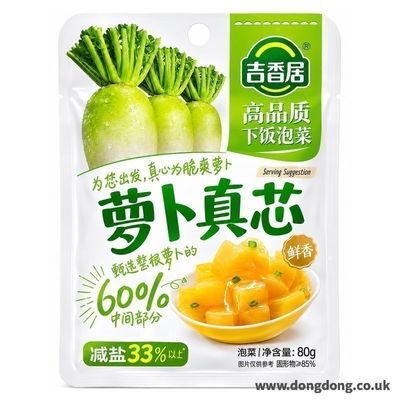 吉香居®
高品质
下饭泡菜
为您出发,真心为脆爽萝卜
Serving Suggestion
萝卜真芯
鲜香
甄选整根萝卜的
60%
中间部分
减盐33%以上*
泡菜/净含量:80g
图片仅供参考 固形物≥85%
www.dongdong.co.uk